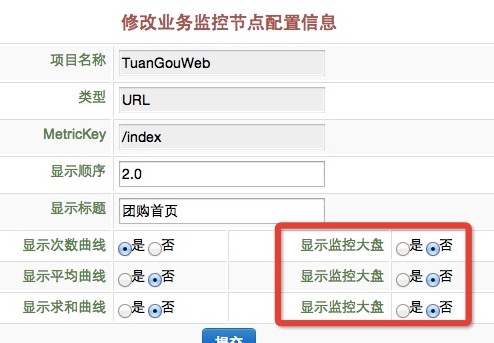 修改业务监控节点配置信息
项目名称 TuanGouWeb
类型 URL
MetricKey /index
显示顺序 2.0
显示标题 团购首页
显示次数曲线 是 否 显示监控大盘 是 否
显示平均曲线 是 否 显示监控大盘 是 否
显示求和曲线 是 否 显示监控大盘 是 否
提交